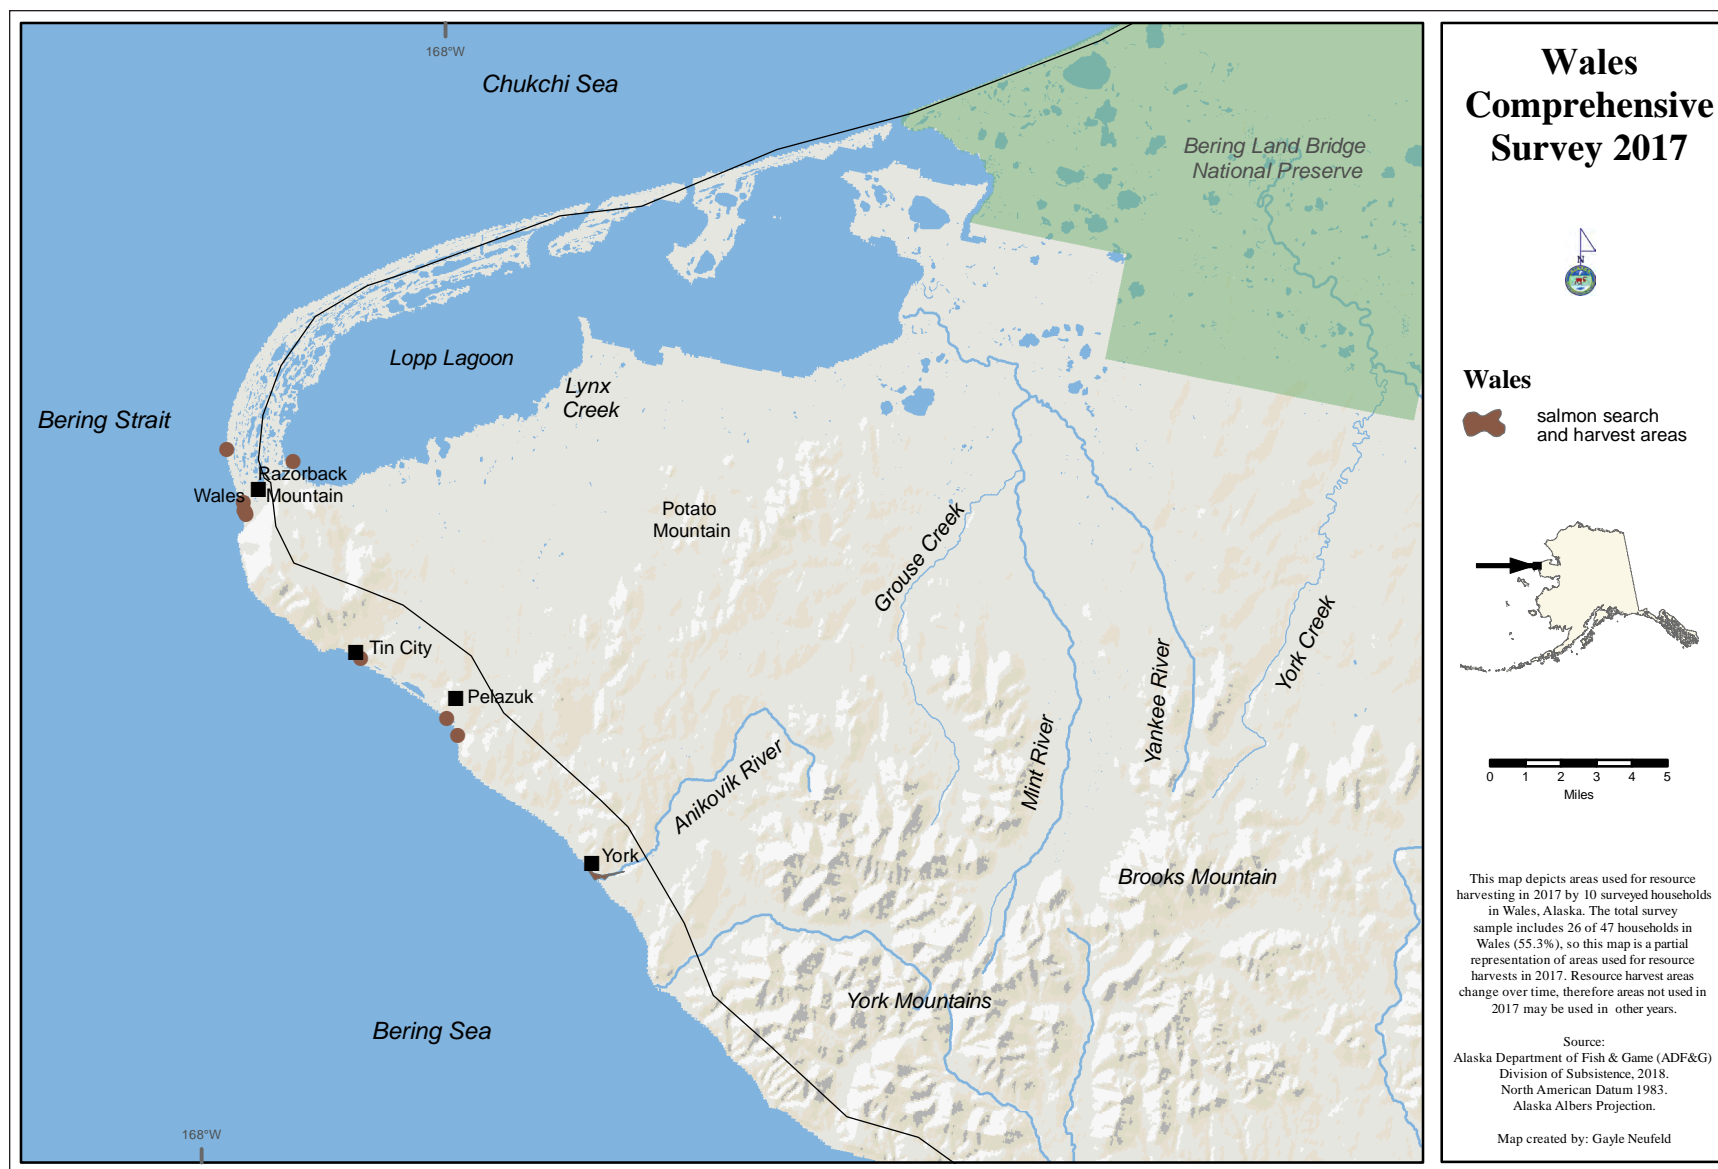 168°W
Chukchi Sea
Bering Land Bridge
National Preserve
Lopp Lagoon
Lynx
Creek
Bering Strait
Razorback
Mountain
Wales
Potato
Mountain
Grouse Creek
York Creek
Tin City
Yankee River
Pelazuk
Mint River
Anikovik River
York
Brooks Mountain
York Mountains
Bering Sea
168°W
Wales
Comprehensive
Survey 2017
N
Wales
salmon search
and harvest areas
0 1 2 3 4 5
Miles
This map depicts areas used for resource
harvesting in 2017 by 10 surveyed households
in Wales, Alaska. The total survey
sample includes 26 of 47 households in
Wales (55.3%), so this map is a partial
representation of areas used for resource
harvests in 2017. Resource harvest areas
change over time, therefore areas not used in
2017 may be used in other years.
Source:
Alaska Department of Fish & Game (ADF&G)
Division of Subsistence, 2018.
North American Datum 1983.
Alaska Albers Projection.
Map created by: Gayle Neufeld